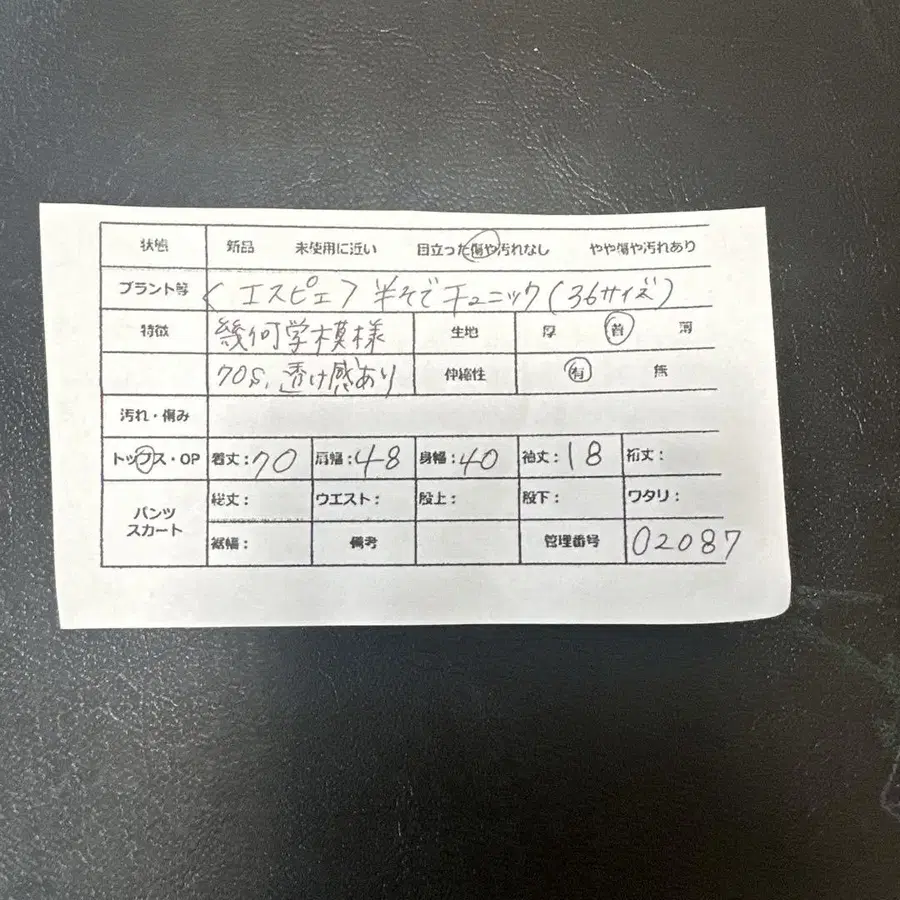 状態 新品 未使用に近い 目立った傷や汚れなし やや傷や汚れあり
ブランド等 〈エスピエ〉半そでチュニック(36サイズ)
特徴 幾何学模様 生地 厚 普 薄
70s、透け感あり 伸縮性 有 無
汚れ・傷み
トップス・OP 着丈:70 肩幅:48 身幅:40 袖丈:18 裄丈:
パンツ スカート 総丈: ウエスト: 股上: 股下: ワタリ:
裾幅: 備考 管理番号 02087